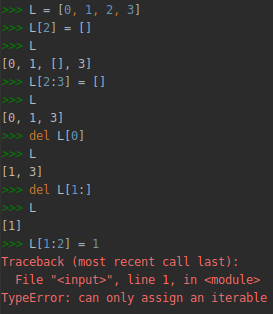 >>> L = [0, 1, 2, 3]
>>> L[2] = []
>>> L
[0, 1, [], 3]
>>> L[2:3] = []
>>> L
[0, 1, 3]
>>> del L[0]
>>> L
[1, 3]
>>> del L[1:]
>>> L
[1]
>>> L[1:2] = 1
Traceback (most recent call last):
  File "<input>", line 1, in <module>
TypeError: can only assign an iterable